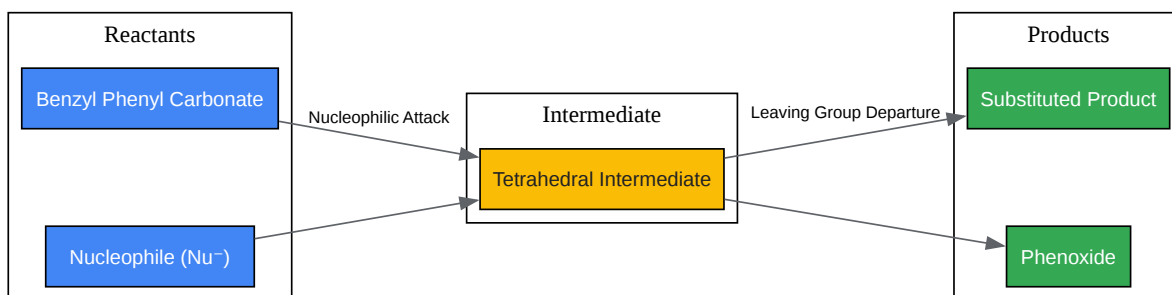 Reactants
Benzyl Phenyl Carbonate
Nucleophile (Nu⁻)
Nucleophilic Attack
Intermediate
Tetrahedral Intermediate
Leaving Group Departure
Products
Substituted Product
Phenoxide